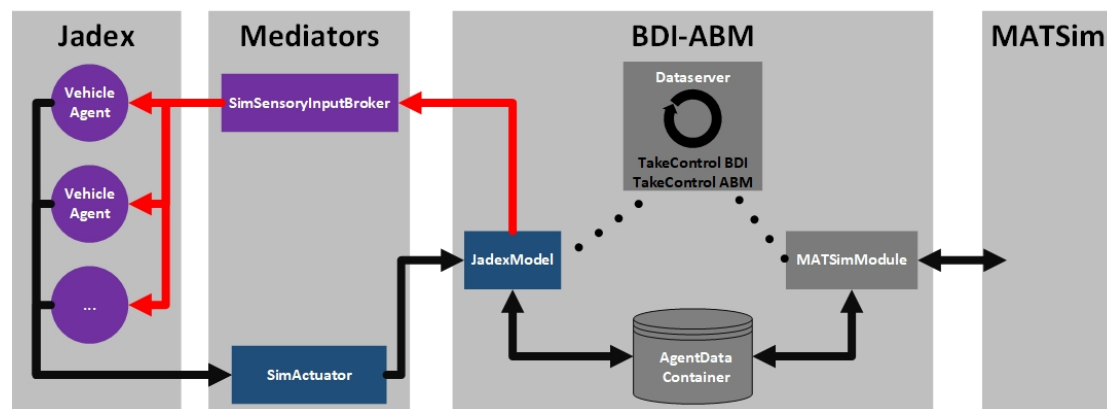 Jadex
Mediators
BDI-ABM
MATSim
Vehicle
Agent
SimSensoryInputBroker
Dataserver
TakeControl BDI
TakeControl ABM
Vehicle
Agent
JadexModel
MATSimModule
...
AgentData
Container
SimActuator